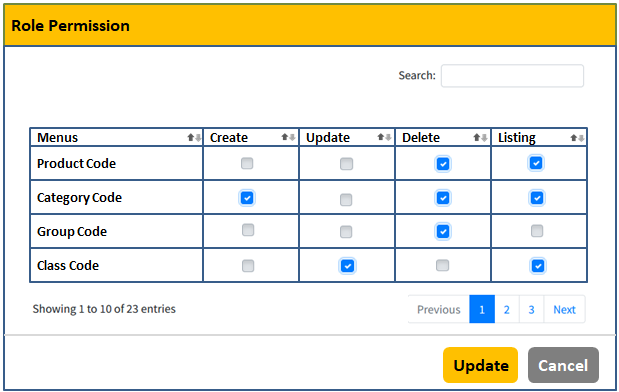 Role Permission
Search:
Menus Create Update Delete Listing
Product Code
Category Code
Group Code
Class Code
Showing 1 to 10 of 23 entries
Previous 1 2 3 Next
Update Cancel